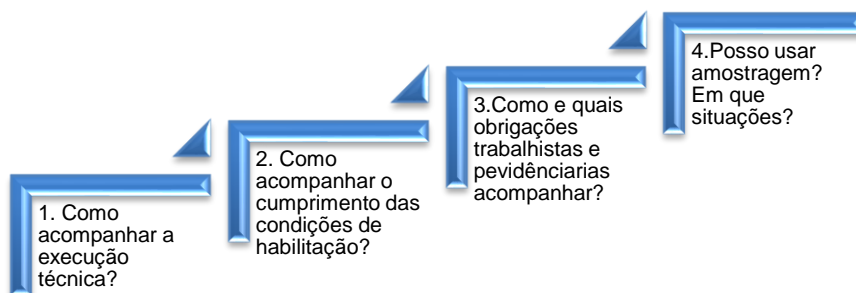 1. Como
acompanhar a
execução
técnica?
2. Como
acompanhar o
cumprimento das
condições de
habilitação?
3.Como e quais
obrigações
trabalhistas e
pevidênciarias
acompanhar?
4.Posso usar
amostragem?
Em que
situações?